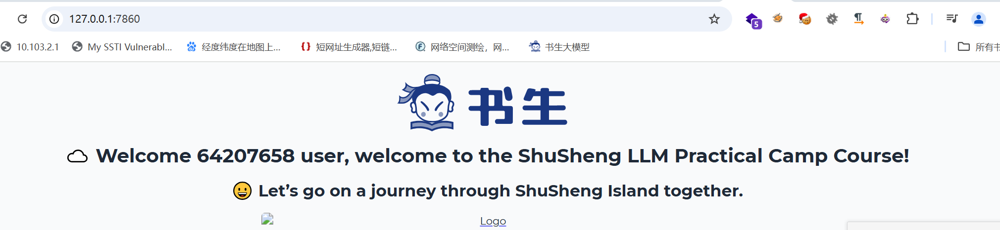 127.0.0.1:7860
5
10.103.2.1 My SSTI Vulnerabl... 经度纬度在地图上... 短网址生成器,短链... 网络空间测绘，网... 书生大模型 所有书
书生
Welcome 64207658 user, welcome to the ShuSheng LLM Practical Camp Course!
Let’s go on a journey through ShuSheng Island together.
Logo